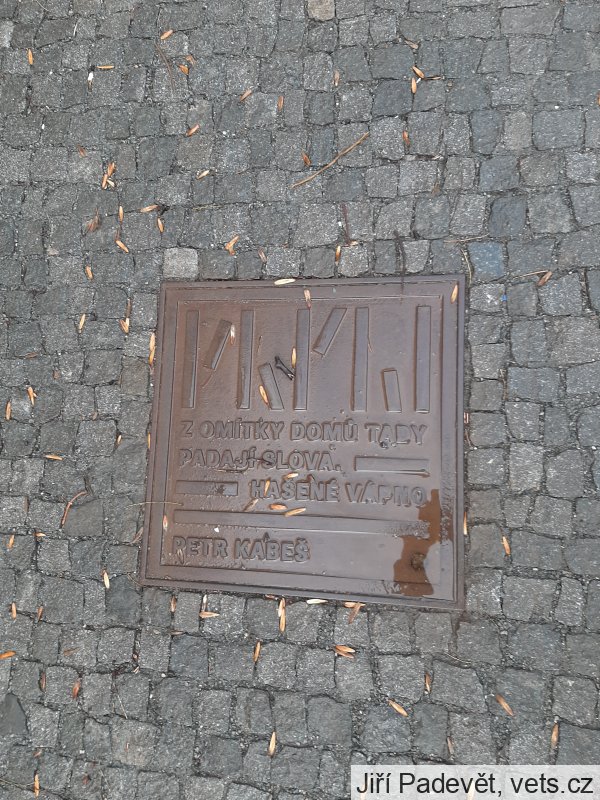 Z OMÍTKY DOMŮ TADY
PADAJÍ SLOVA.
HAŠENÉ VÁPNO
PETR KABEŠ
Jiří Padevět, vets.cz